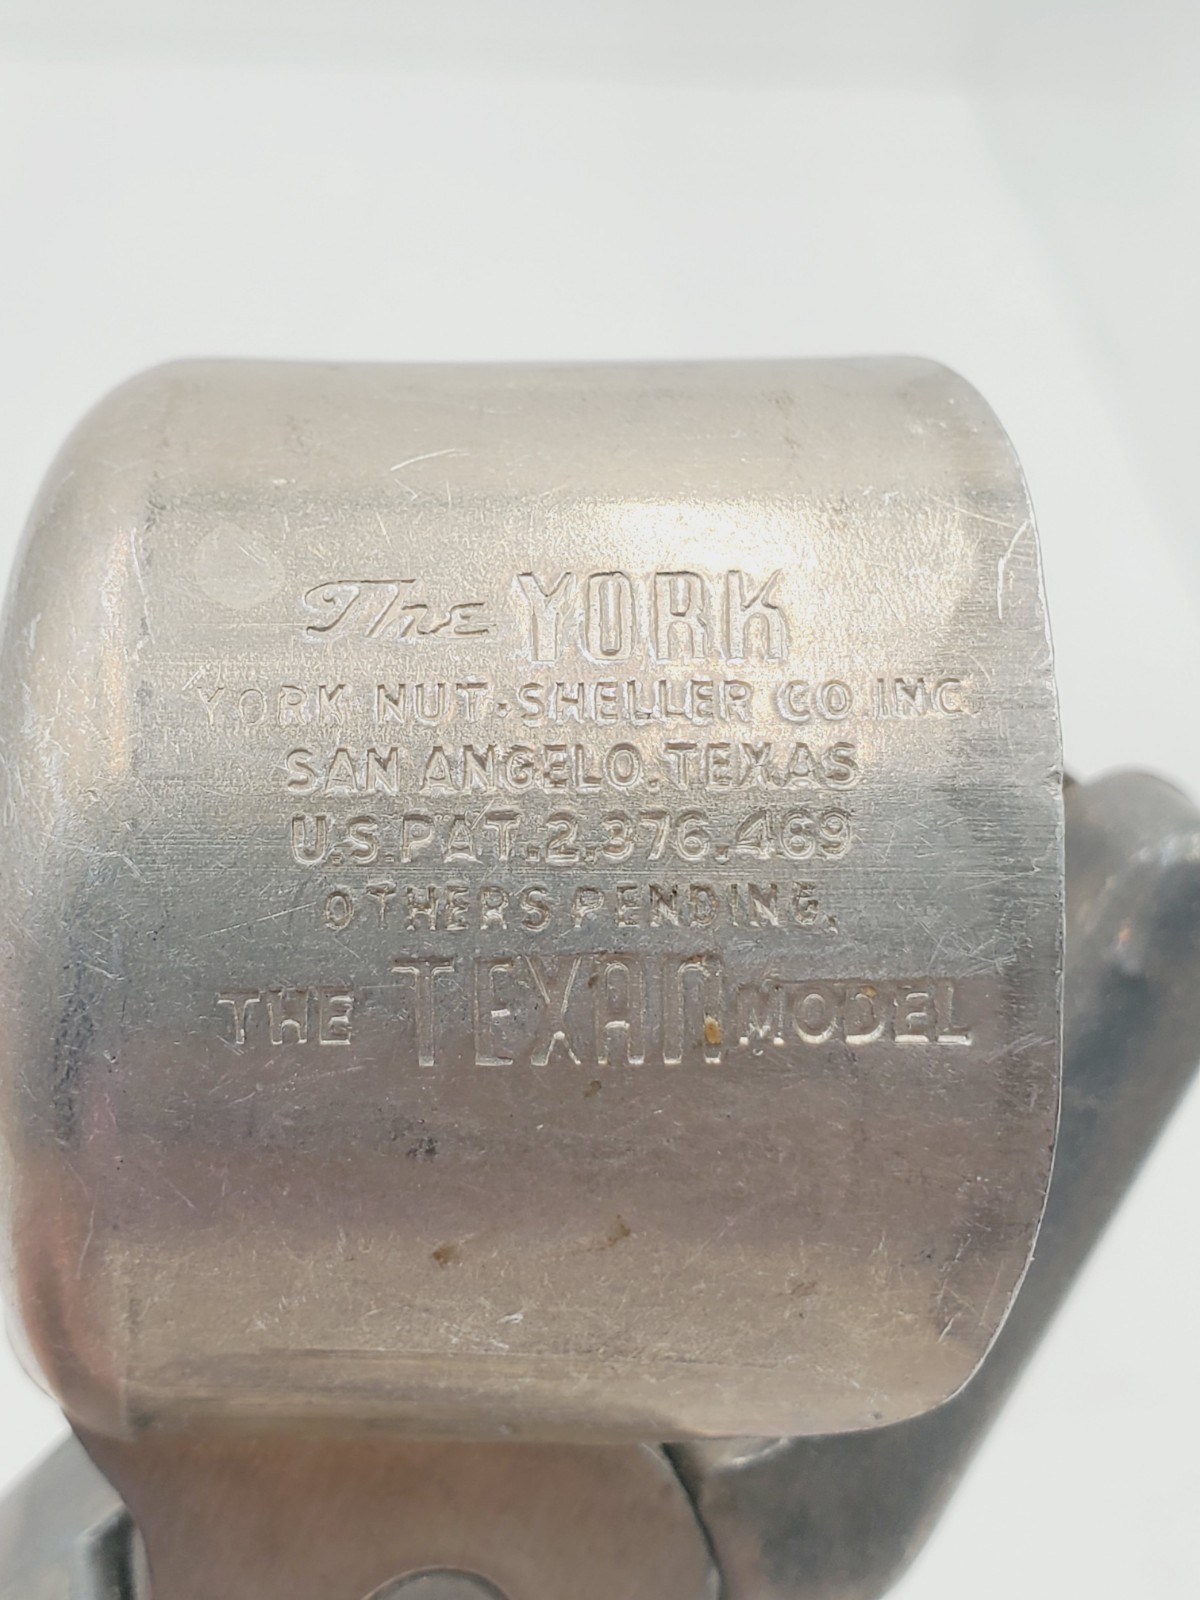 The YORK
YORK NUT-SHELLER CO. INC.
SAN ANGELO, TEXAS
U.S. PAT. 2,376,469
OTHERS PENDING.
THE TEXAN MODEL